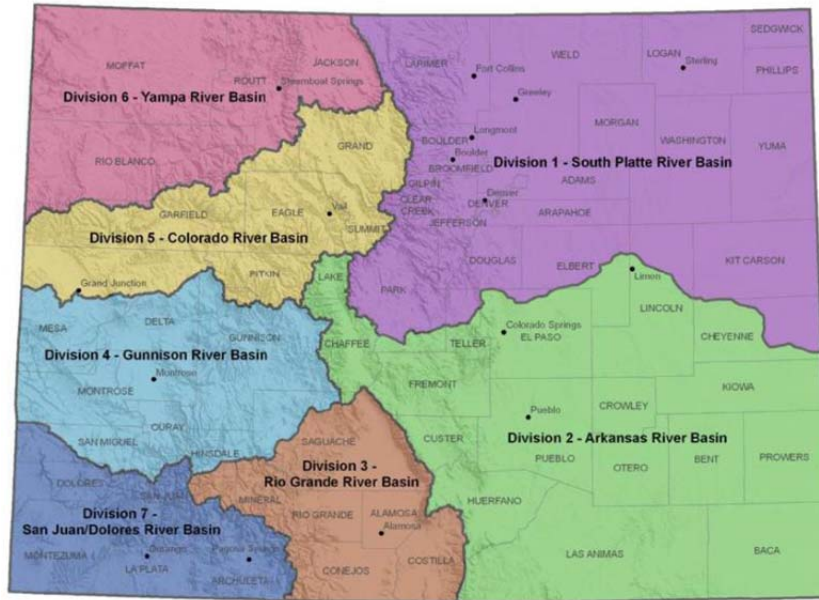 SEDGWICK
MOFFAT
JACKSON
LARIMER
WELD
LOGAN
Sterling
PHILLIPS
ROUTT
Steamboat Springs
Fort Collins
Division 6 - Yampa River Basin
Greeley
MORGAN
GRAND
Longmont
BOULDER
WASHINGTON
YUMA
RIO BLANCO
Boulder
BROOMFIELD
Division 1 - South Platte River Basin
GILPIN
ADAMS
CLEAR
CREEK
Denver
DENVER
GARFIELD
EAGLE
Vail
SUMMIT
JEFFERSON
ARAPAHOE
Division 5 - Colorado River Basin
DOUGLAS
ELBERT
KIT CARSON
PITKIN
LAKE
Limon
Grand Junction
PARK
LINCOLN
MESA
DELTA
GUNNISON
CHAFFEE
TELLER
Colorado Springs
EL PASO
CHEYENNE
Division 4 - Gunnison River Basin
Montrose
MONTROSE
FREMONT
KIOWA
CROWLEY
Pueblo
OURAY
SAN MIGUEL
HINSDALE
SAGUACHE
CUSTER
Division 2 - Arkansas River Basin
PUEBLO
OTERO
BENT
PROWERS
Division 3 -
Rio Grande River Basin
DOLORES
SAN JUAN
MINERAL
HUERFANO
Division 7 -
San Juan/Dolores River Basin
RIO GRANDE
ALAMOSA
Alamosa
MONTEZUMA
Durango
Pagosa Springs
LA PLATA
ARCHULETA
CONEJOS
COSTILLA
LAS ANIMAS
BACA